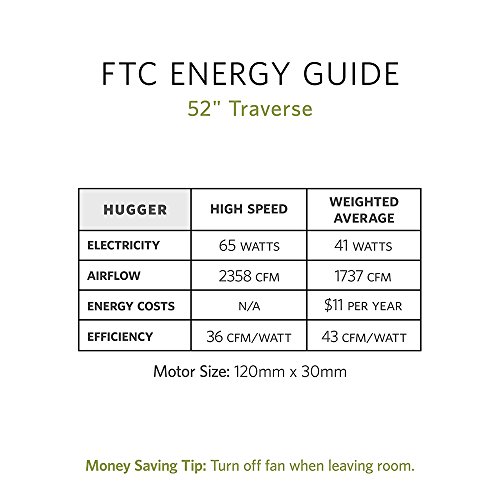 FTC ENERGY GUIDE
52" Traverse
HUGGER HIGH SPEED WEIGHTED AVERAGE
ELECTRICITY 65 WATTS 41 WATTS
AIRFLOW 2358 CFM 1737 CFM
ENERGY COSTS N/A $11 PER YEAR
EFFICIENCY 36 CFM/WATT 43 CFM/WATT
Motor Size: 120mm x 30mm
Money Saving Tip: Turn off fan when leaving room.